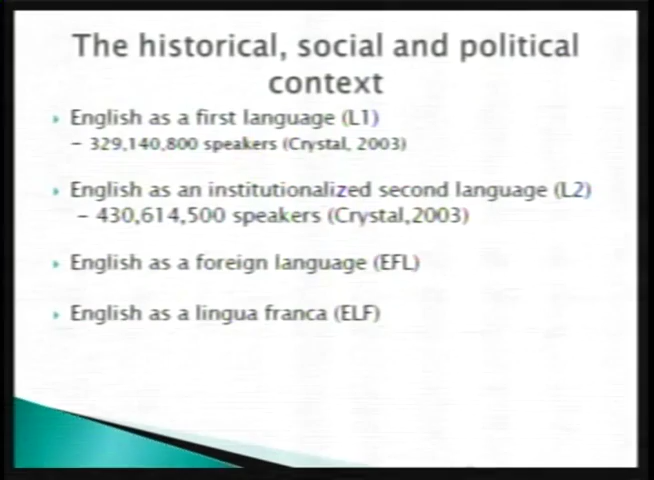 The historical, social and political
context
English as a first language (L1)
– 329,140,800 speakers (Crystal, 2003)
English as an institutionalized second language (L2)
– 430,614,500 speakers (Crystal,2003)
English as a foreign language (EFL)
English as a lingua franca (ELF)